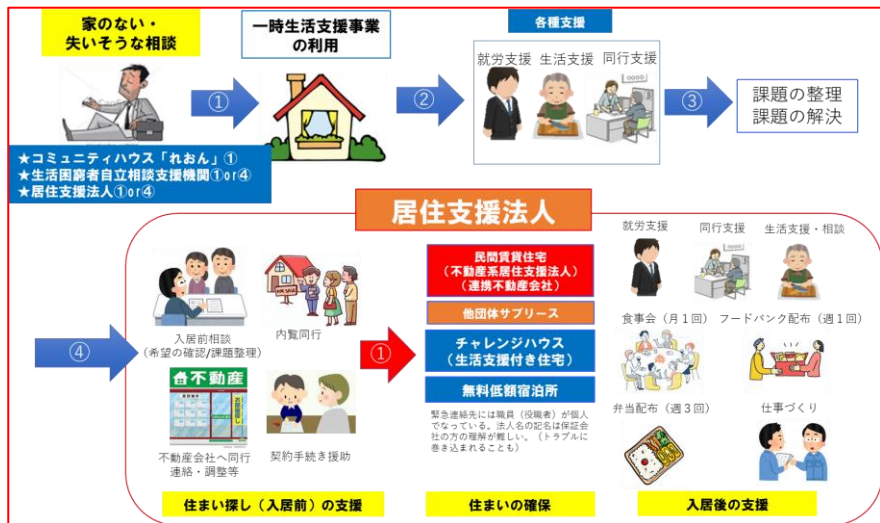 家のない・
失いそうな相談
一時生活支援事業
の利用
各種支援
就労支援 生活支援 同行支援
①
②
③
課題の整理
課題の解決
★コミュニティハウス「れおん」①
★生活困窮者自立相談支援機関①or④
★居住支援法人①or④
居住支援法人
④
入居前相談
(希望の確認/課題整理)
内覧同行
不動産
お部屋探し
不動産会社へ同行
連絡・調整等
契約手続き援助
住まい探し(入居前)の支援
①
民間賃貸住宅
(不動産系居住支援法人)
(連携不動産会社)
他団体サブリース
チャレンジハウス
(生活支援付き住宅)
無料低額宿泊所
緊急連絡先には職員(役職者)が個人
でなっている。法人名の記名は保証会
社の方の理解が難しい。(トラブルに
巻き込まれることも)
住まいの確保
就労支援
同行支援
生活支援・相談
食事会(月1回)
フードバンク配布(週1回)
弁当配布(週3回)
仕事づくり
入居後の支援